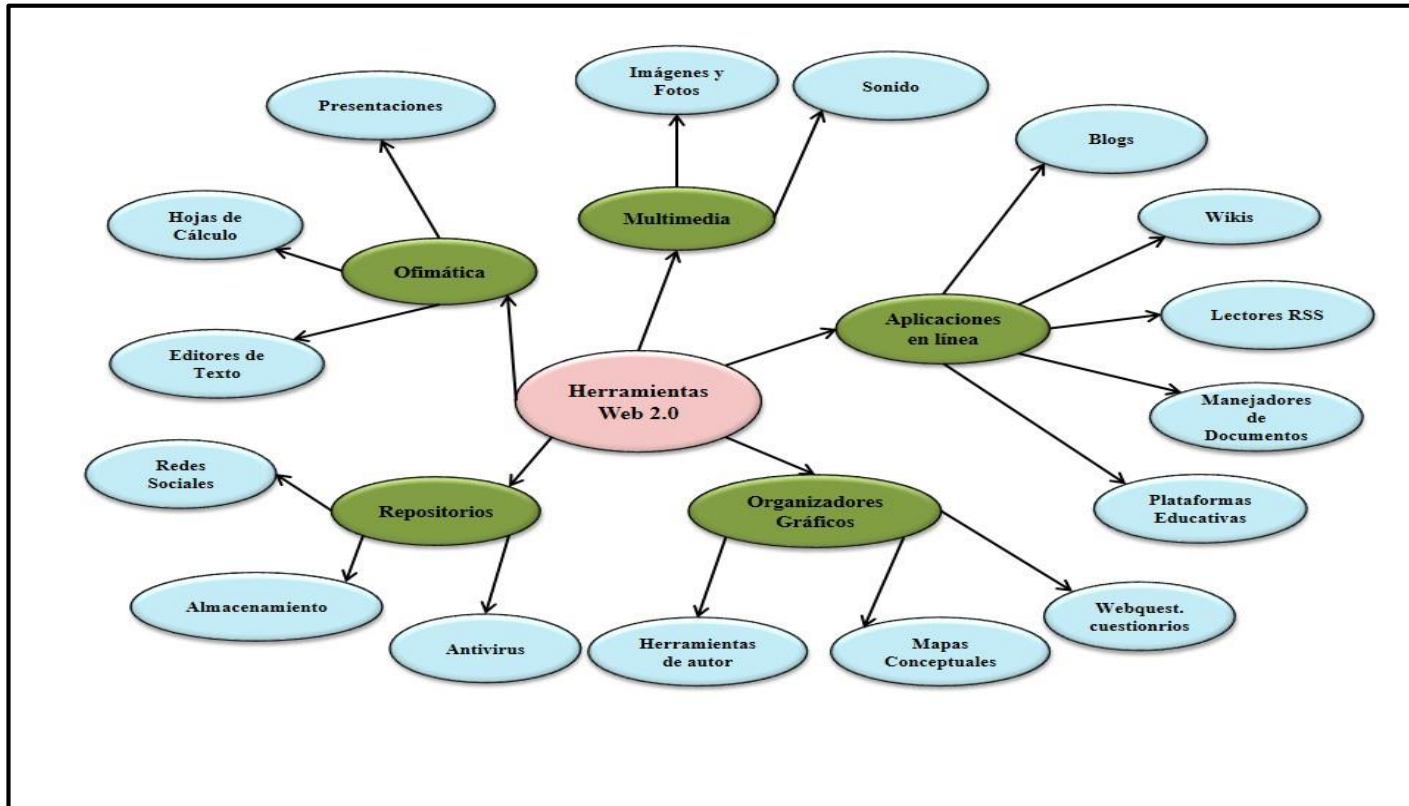 Imágenes y
Fotos
Sonido
Presentaciones
Blogs
Hojas de
Cálculo
Multimedia
Wikis
Ofimática
Aplicaciones
en línea
Lectores RSS
Editores de
Texto
Herramientas
Web 2.0
Manejadores
de
Documentos
Redes
Sociales
Repositorios
Organizadores
Gráficos
Plataformas
Educativas
Almacenamiento
Antivirus
Herramientas
de autor
Mapas
Conceptuales
Webquest.
cuestionrios